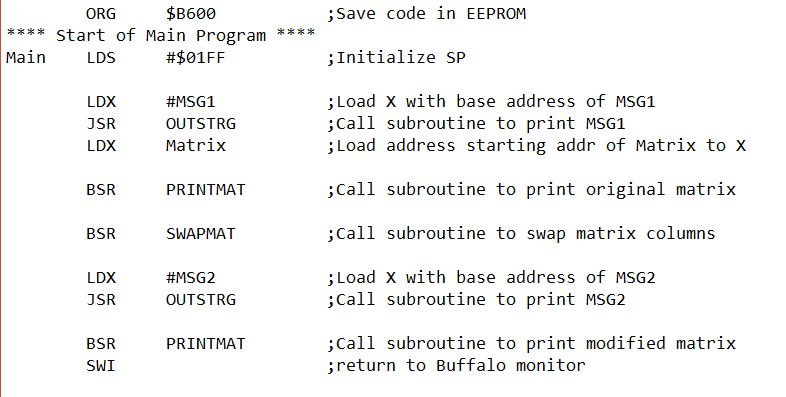 ORG $B600 ;Save code in EEPROM
**** Start of Main Program ****
Main LDS #$01FF ;Initialize SP
LDX #MSG1 ;Load X with base address of MSG1
JSR OUTSTRG ;Call subroutine to print MSG1
LDX Matrix ;Load address starting addr of Matrix to X
BSR PRINTMAT ;Call subroutine to print original matrix
BSR SWAPMAT ;Call subroutine to swap matrix columns
LDX #MSG2 ;Load X with base address of MSG2
JSR OUTSTRG ;Call subroutine to print MSG2
BSR PRINTMAT ;Call subroutine to print modified matrix
SWI ;return to Buffalo monitor